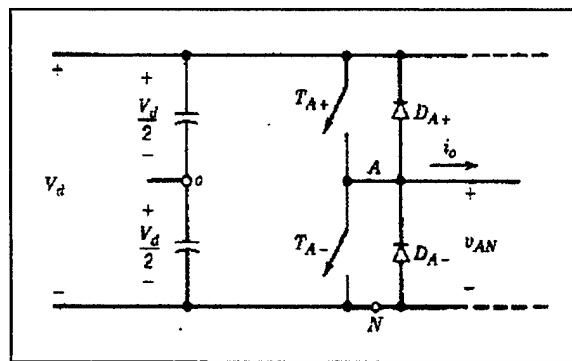 +
+
V_d/2
−
V_d
o
+
V_d/2
−
−
T_A+
D_A+
i_o
A
+
T_A−
D_A−
v_AN
−
N